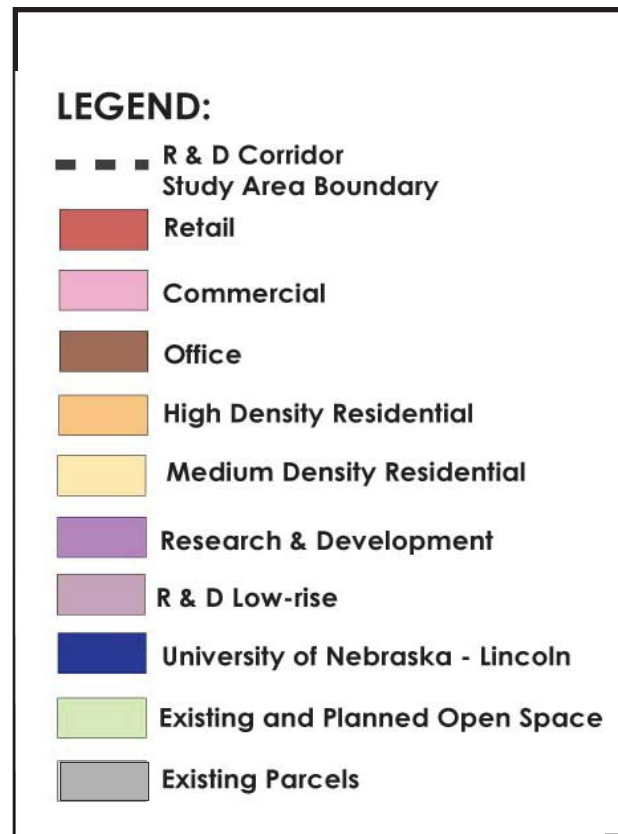 LEGEND:
R & D Corridor
Study Area Boundary
Retail
Commercial
Office
High Density Residential
Medium Density Residential
Research & Development
R & D Low-rise
University of Nebraska - Lincoln
Existing and Planned Open Space
Existing Parcels